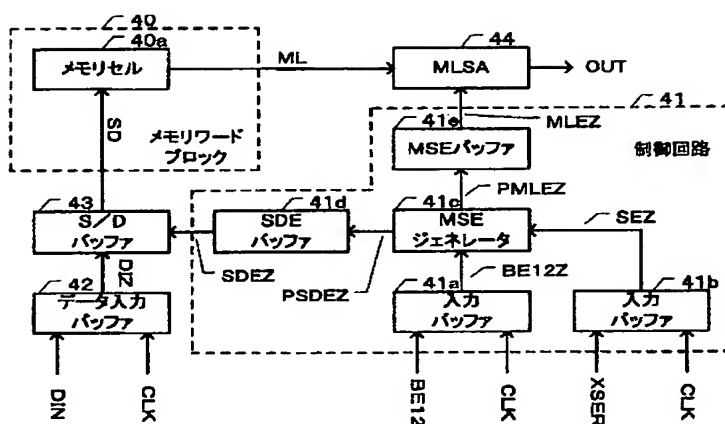 40
40a
メモリセル
ML
44
MLSA
OUT
SD
メモリワード
ブロック
41
41e
MLEZ
MSEバッファ
制御回路
PMLEZ
43
S/D
バッファ
41d
SDE
バッファ
41c
MSE
ジェネレータ
SEZ
DIZ
SDEZ
PSDEZ
BE12Z
42
データ入力
バッファ
41a
入力
バッファ
41b
入力
バッファ
DIN
CLK
BE12
CLK
XSER
CLK